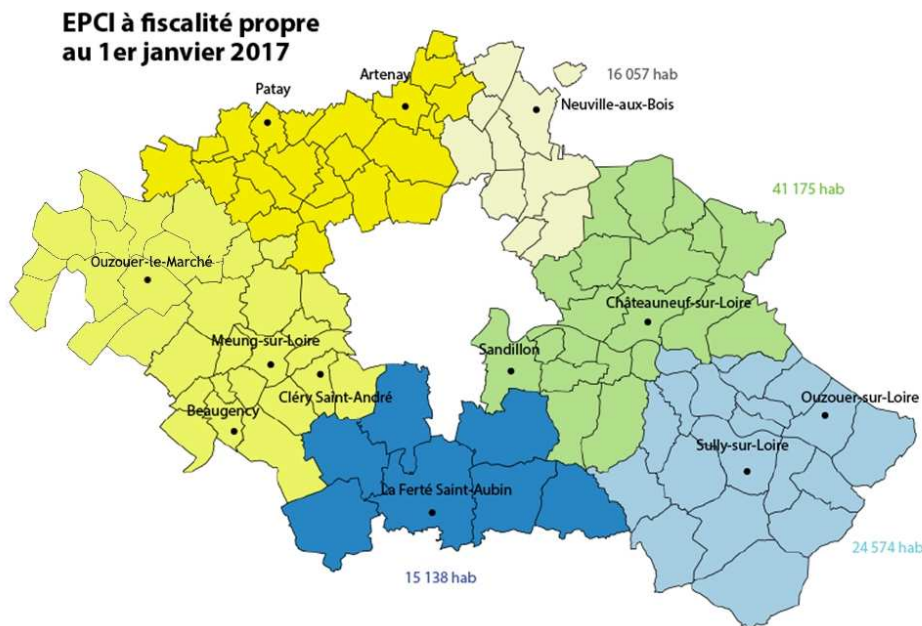 EPCI à fiscalité propre
au 1er janvier 2017
Artenay
16 057 hab
Patay
Neuville-aux-Bois
41 175 hab
Ouzouer-le-Marché
Châteauneuf-sur-Loire
Meung-sur-Loire
Sandillon
Cléry Saint-André
Ouzouer-sur-Loire
Beaugency
Sully-sur-Loire
La Ferté Saint-Aubin
24 574 hab
15 138 hab